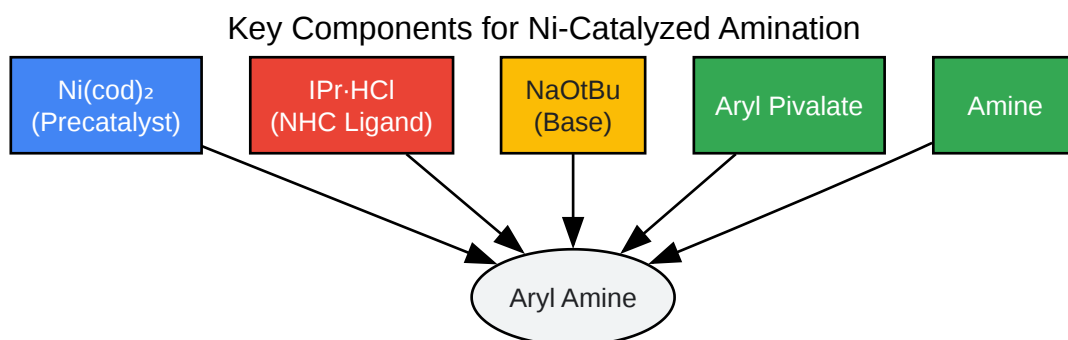 Key Components for Ni-Catalyzed Amination
Ni(cod)₂
(Precatalyst)
IPr·HCl
(NHC Ligand)
NaOtBu
(Base)
Aryl Pivalate
Amine
Aryl Amine